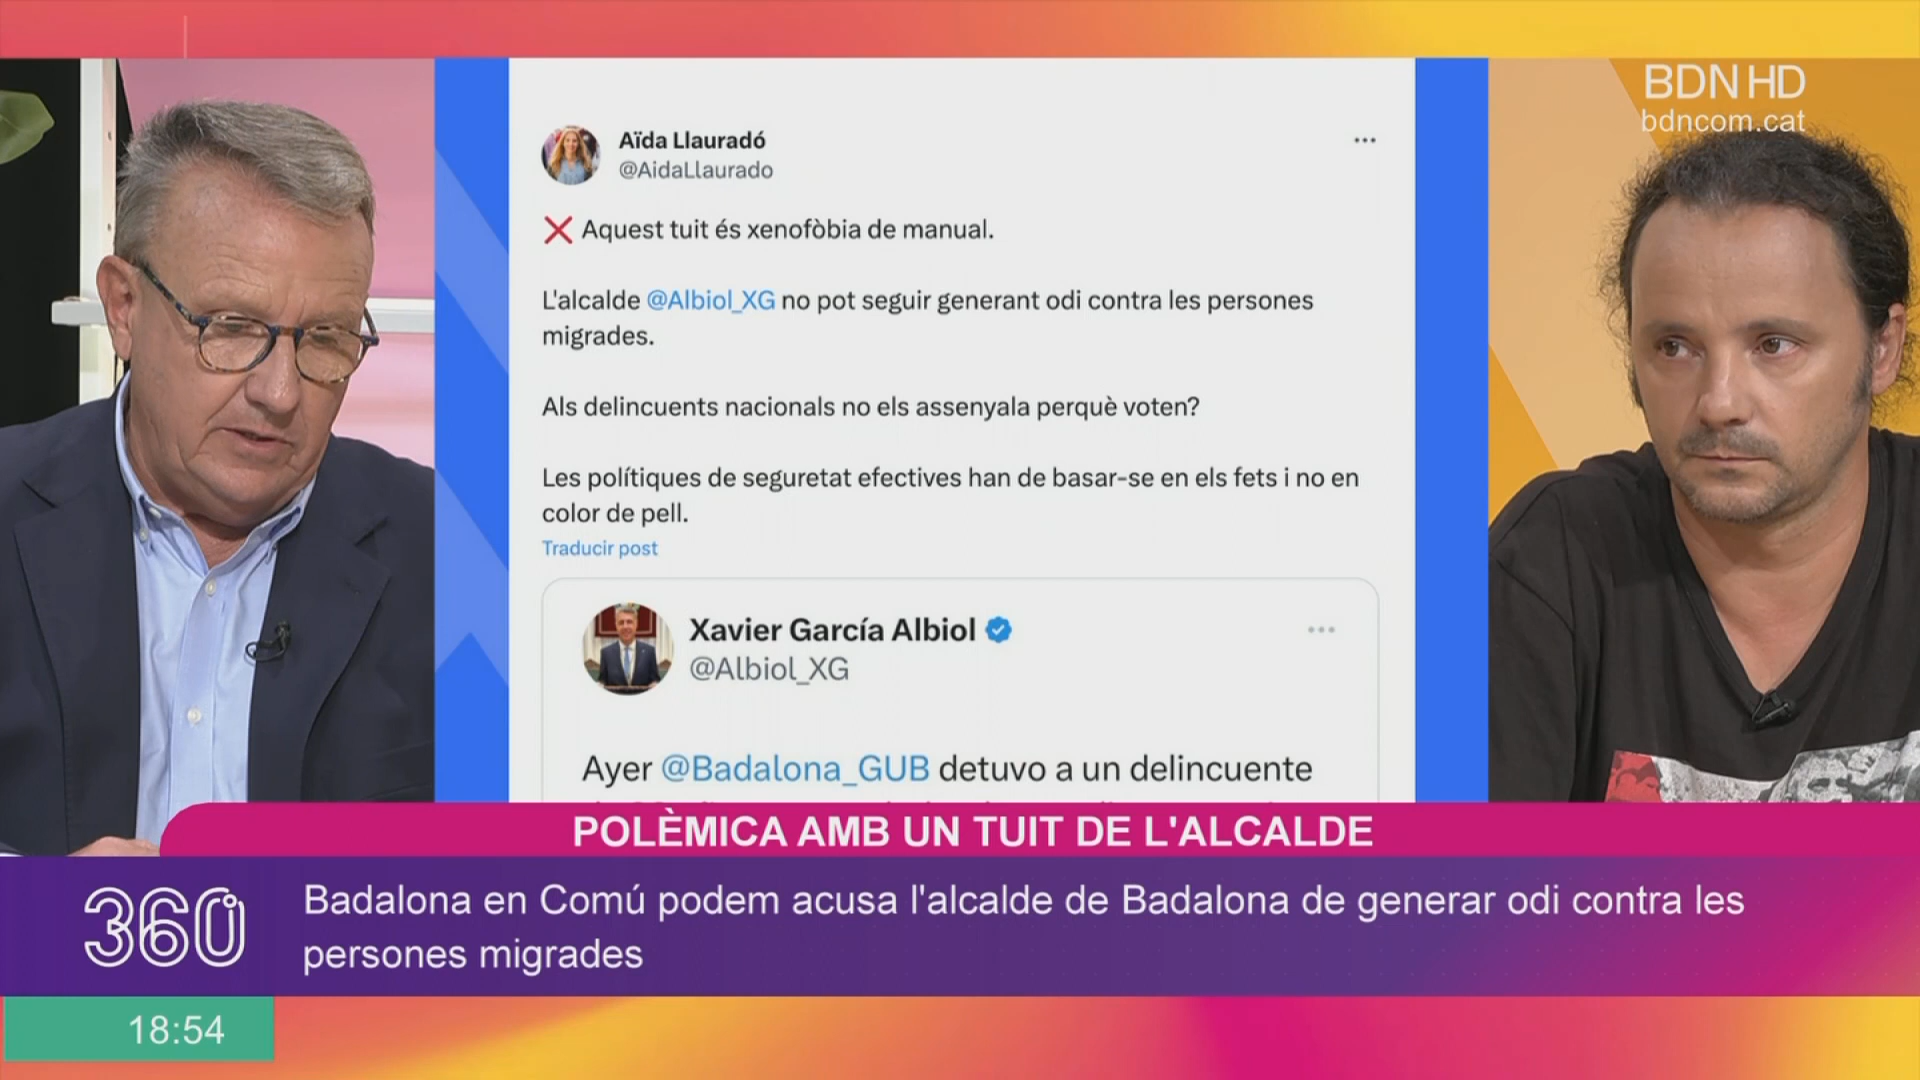 BDN HD
bdncom.cat
Aïda Llauradó
@AidaLlaurado
❌ Aquest tuit és xenofòbia de manual.
L'alcalde @Albiol_XG no pot seguir generant odi contra les persones
migrades.
Als delincuents nacionals no els assenyala perquè voten?
Les polítiques de seguretat efectives han de basar-se en els fets i no en
color de pell.
Traducir post
Xavier García Albiol
@Albiol_XG
Ayer @Badalona_GUB detuvo a un delincuente
POLÈMICA AMB UN TUIT DE L'ALCALDE
360º
Badalona en Comú podem acusa l'alcalde de Badalona de generar odi contra les
persones migrades
18:54